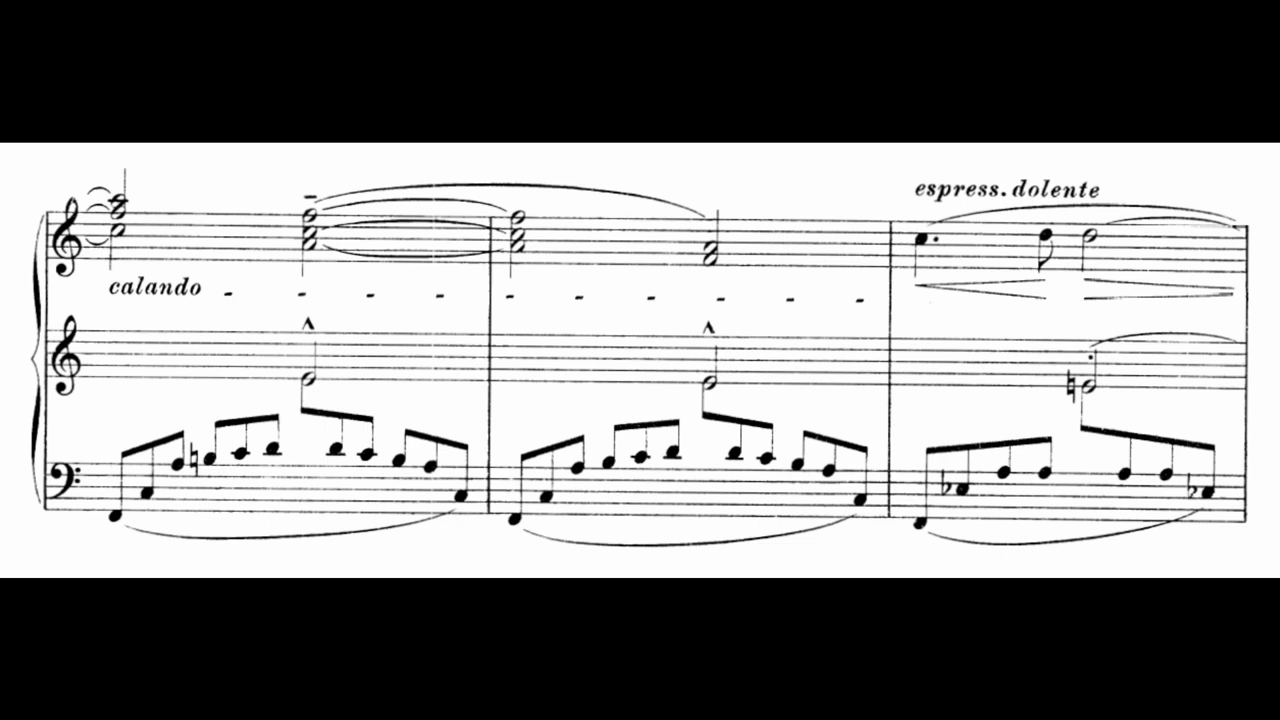 espress. dolente
calando - - - - - - - - - -